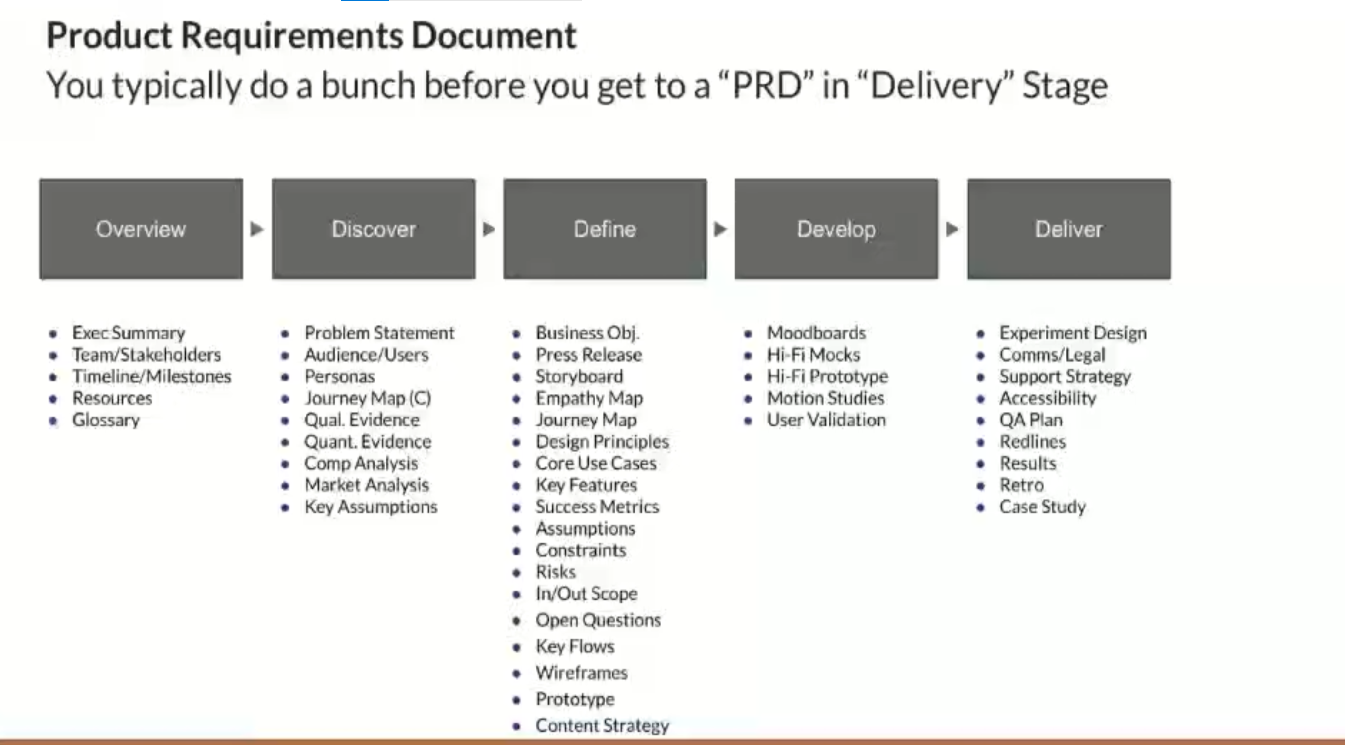 Product Requirements Document
You typically do a bunch before you get to a “PRD” in “Delivery” Stage
Overview
Discover
Define
Develop
Deliver
Exec Summary
Team/Stakeholders
Timeline/Milestones
Resources
Glossary
Problem Statement
Audience/Users
Personas
Journey Map (C)
Qual. Evidence
Quant. Evidence
Comp Analysis
Market Analysis
Key Assumptions
Business Obj.
Press Release
Storyboard
Empathy Map
Journey Map
Design Principles
Core Use Cases
Key Features
Success Metrics
Assumptions
Constraints
Risks
In/Out Scope
Open Questions
Key Flows
Wireframes
Prototype
Content Strategy
Moodboards
Hi-Fi Mocks
Hi-Fi Prototype
Motion Studies
User Validation
Experiment Design
Comms/Legal
Support Strategy
Accessibility
QA Plan
Redlines
Results
Retro
Case Study